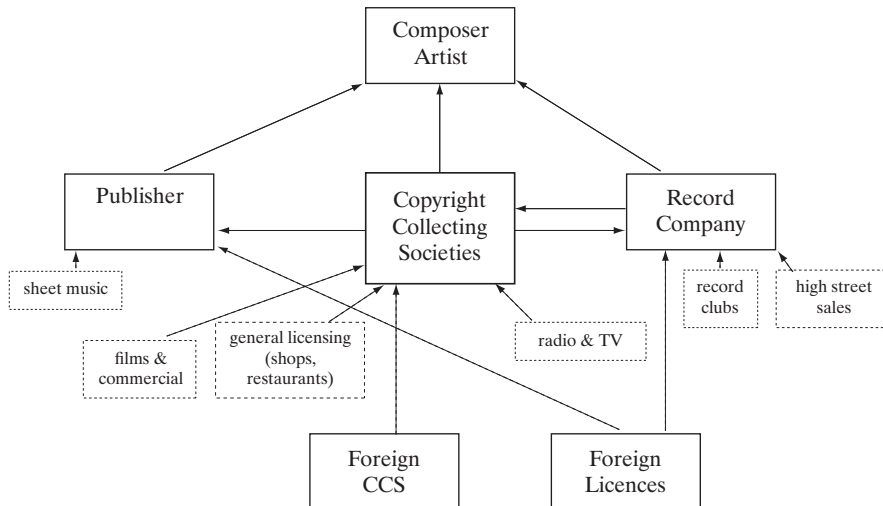 Composer
Artist
Publisher
Copyright
Collecting
Societies
Record
Company
sheet music
films &
commercial
general licensing
(shops,
restaurants)
radio & TV
record
clubs
high street
sales
Foreign
CCS
Foreign
Licences